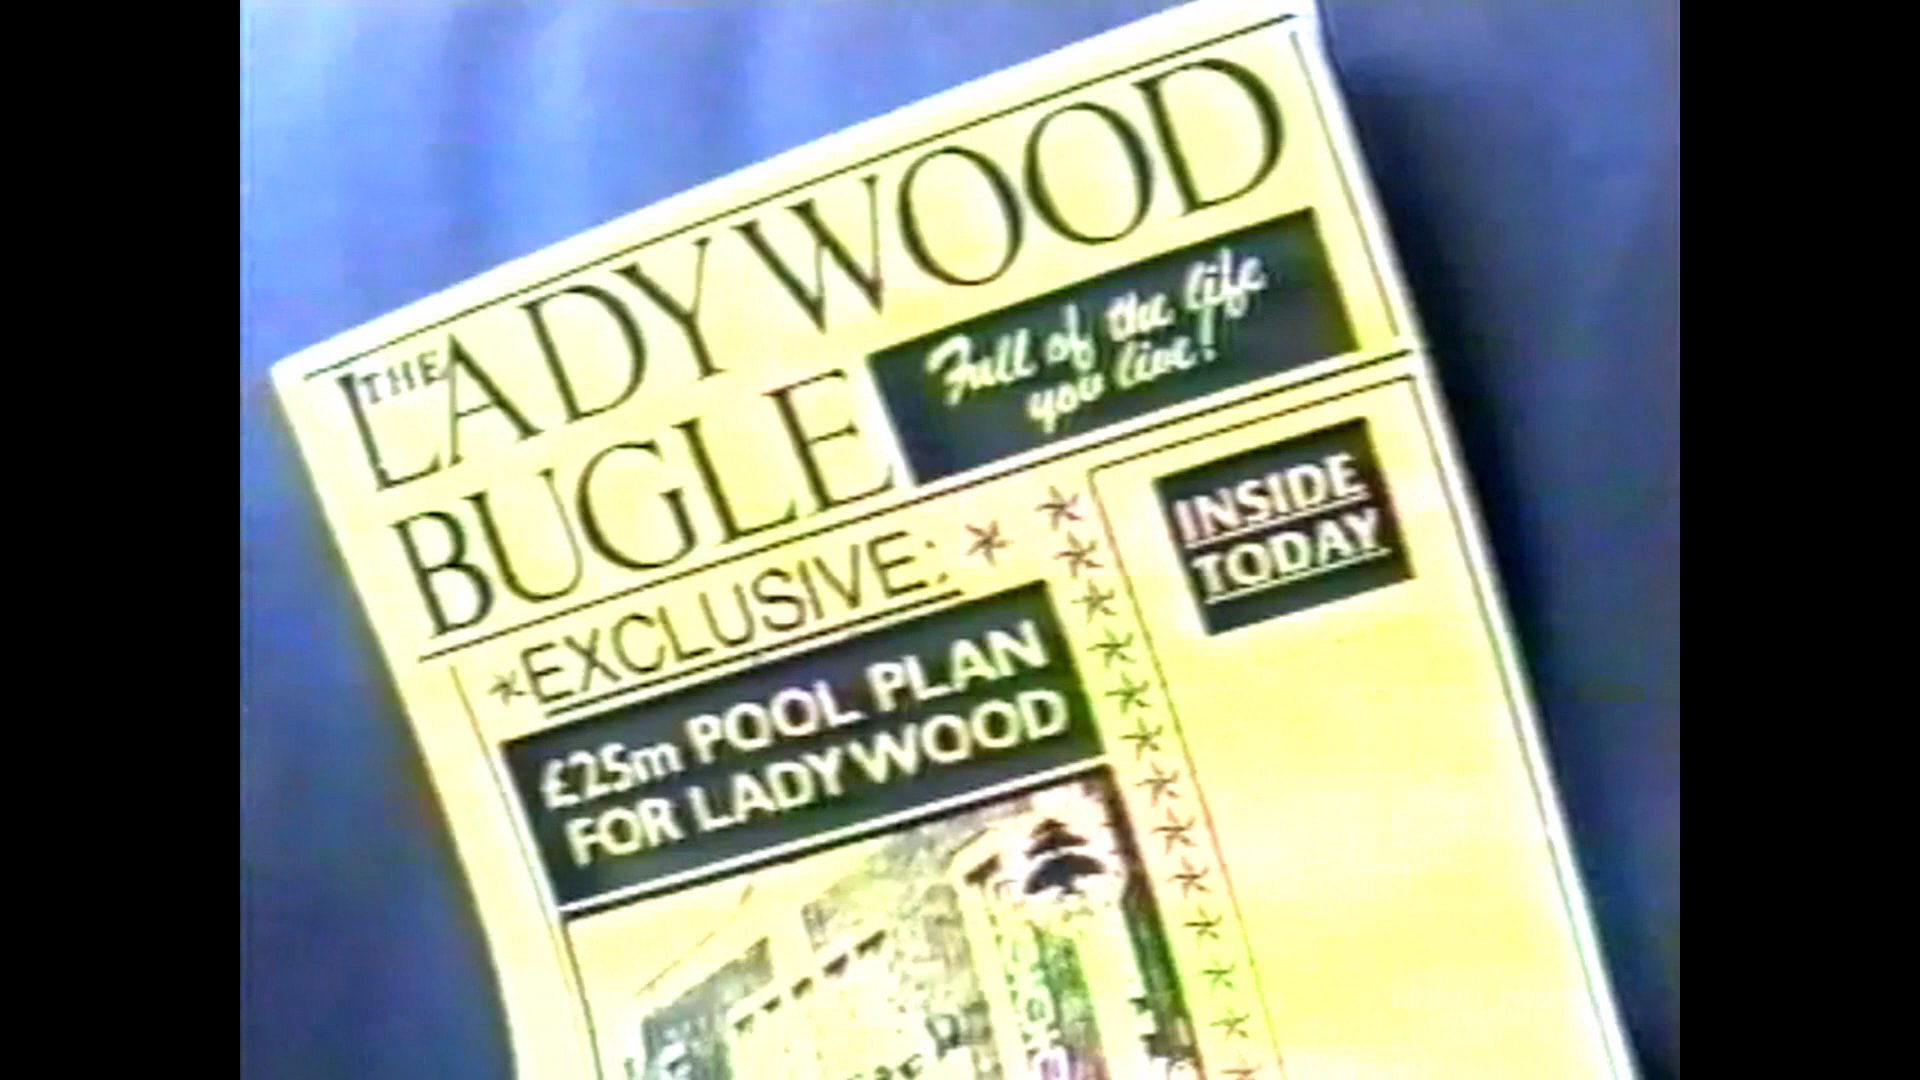 THE
LADYWOOD
BUGLE
Full of the life
you live!
*EXCLUSIVE:*
INSIDE
TODAY
£25m POOL PLAN
FOR LADYWOOD